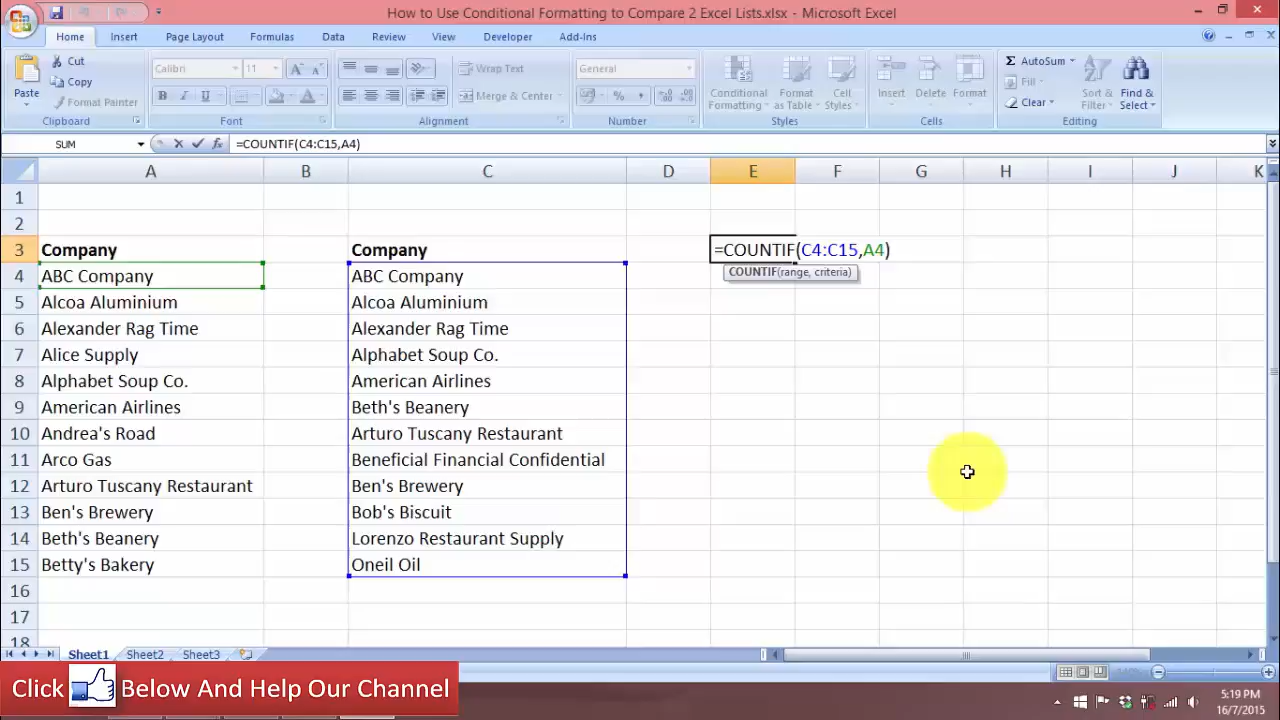 How to Use Conditional Formatting to Compare 2 Excel Lists.xlsx - Microsoft Excel
Home Insert Page Layout Formulas Data Review View Developer Add-Ins
Paste Cut Copy Format Painter Clipboard
Calibri 11 B I U Font
Wrap Text Merge & Center Alignment
General % , Number
Conditional Formatting Format as Table Cell Styles Styles
Insert Delete Format Cells
Σ AutoSum Fill Clear Sort & Filter Find & Select Editing
SUM fx =COUNTIF(C4:C15,A4)
A B C D E F G H I J K
1
2
3 Company Company =COUNTIF(C4:C15,A4)
COUNTIF(range, criteria)
4 ABC Company ABC Company
5 Alcoa Aluminium Alcoa Aluminium
6 Alexander Rag Time Alexander Rag Time
7 Alice Supply Alphabet Soup Co.
8 Alphabet Soup Co. American Airlines
9 American Airlines Beth's Beanery
10 Andrea's Road Arturo Tuscany Restaurant
11 Arco Gas Beneficial Financial Confidential
12 Arturo Tuscany Restaurant Ben's Brewery
13 Ben's Brewery Bob's Biscuit
14 Beth's Beanery Lorenzo Restaurant Supply
15 Betty's Bakery Oneil Oil
16
17
18
Sheet1 Sheet2 Sheet3
Click Below And Help Our Channel
5:19 PM
16/7/2015